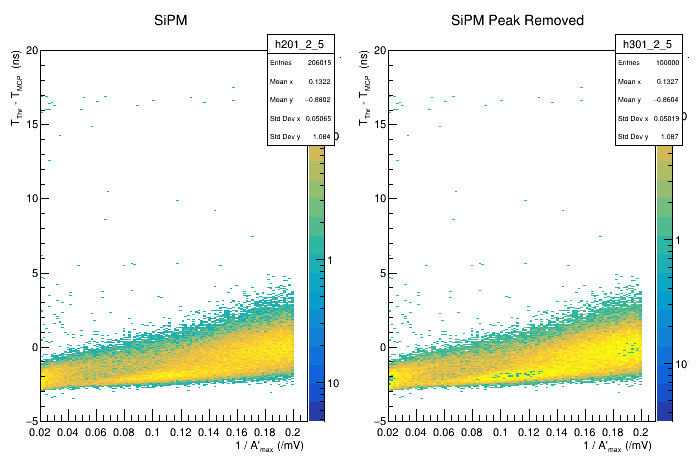 SiPM
h201_2_5
Entries 206015
Mean x 0.1322
Mean y −0.8802
Std Dev x 0.05065
Std Dev y 1.084
T_Thr - T_MCP (ns)
20
15
10
5
0
−5
0.02 0.04 0.06 0.08 0.1 0.12 0.14 0.16 0.18 0.2
1 / A'_max (/mV)
1
10
SiPM Peak Removed
h301_2_5
Entries 100000
Mean x 0.1327
Mean y −0.8604
Std Dev x 0.05019
Std Dev y 1.087
T_Thr - T_MCP (ns)
20
15
10
5
0
−5
0.02 0.04 0.06 0.08 0.1 0.12 0.14 0.16 0.18 0.2
1 / A'_max (/mV)
1
10